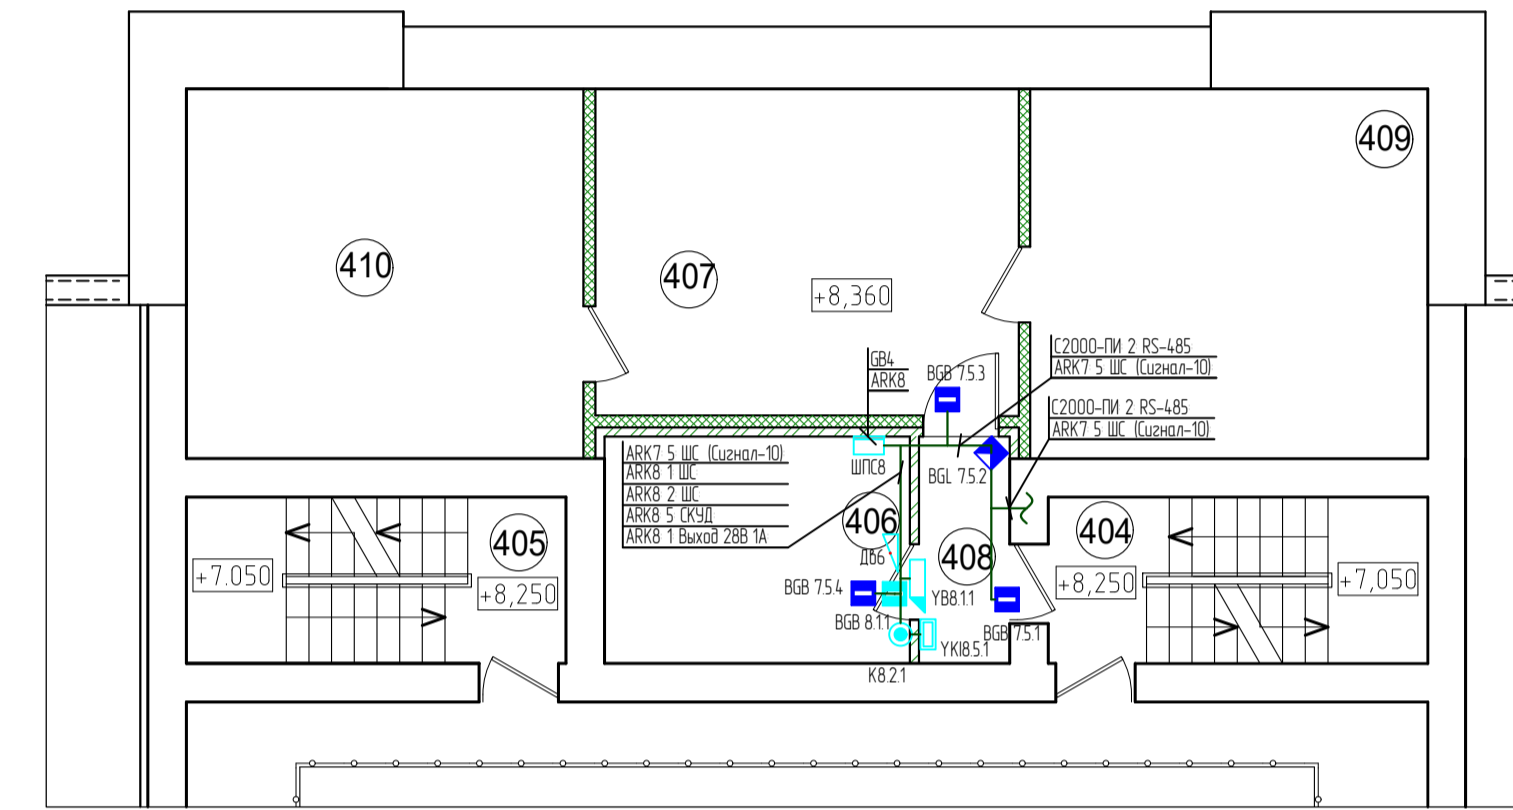 409
410
407
+8,360
С2000-ПИ 2 RS-485
ARK7 5 ШС (Сигнал-10)
GB4
ARK8
BGB 7.5.3
С2000-ПИ 2 RS-485
ARK7 5 ШС (Сигнал-10)
ARK7 5 ШС (Сигнал-10)
ARK8 1 ШС
ARK8 2 ШС
ARK8 5 СКУД
ARK8 1 Выход 28В 1А
ШПС8
BGL 7.5.2
406
405
408
404
Дв6
+7.050
+8,250
+8,250
+7,050
BGB 7.5.4
YB8.1.1
BGB 8.1.1
BGB 7.5.1
YKI8.5.1
K8.2.1